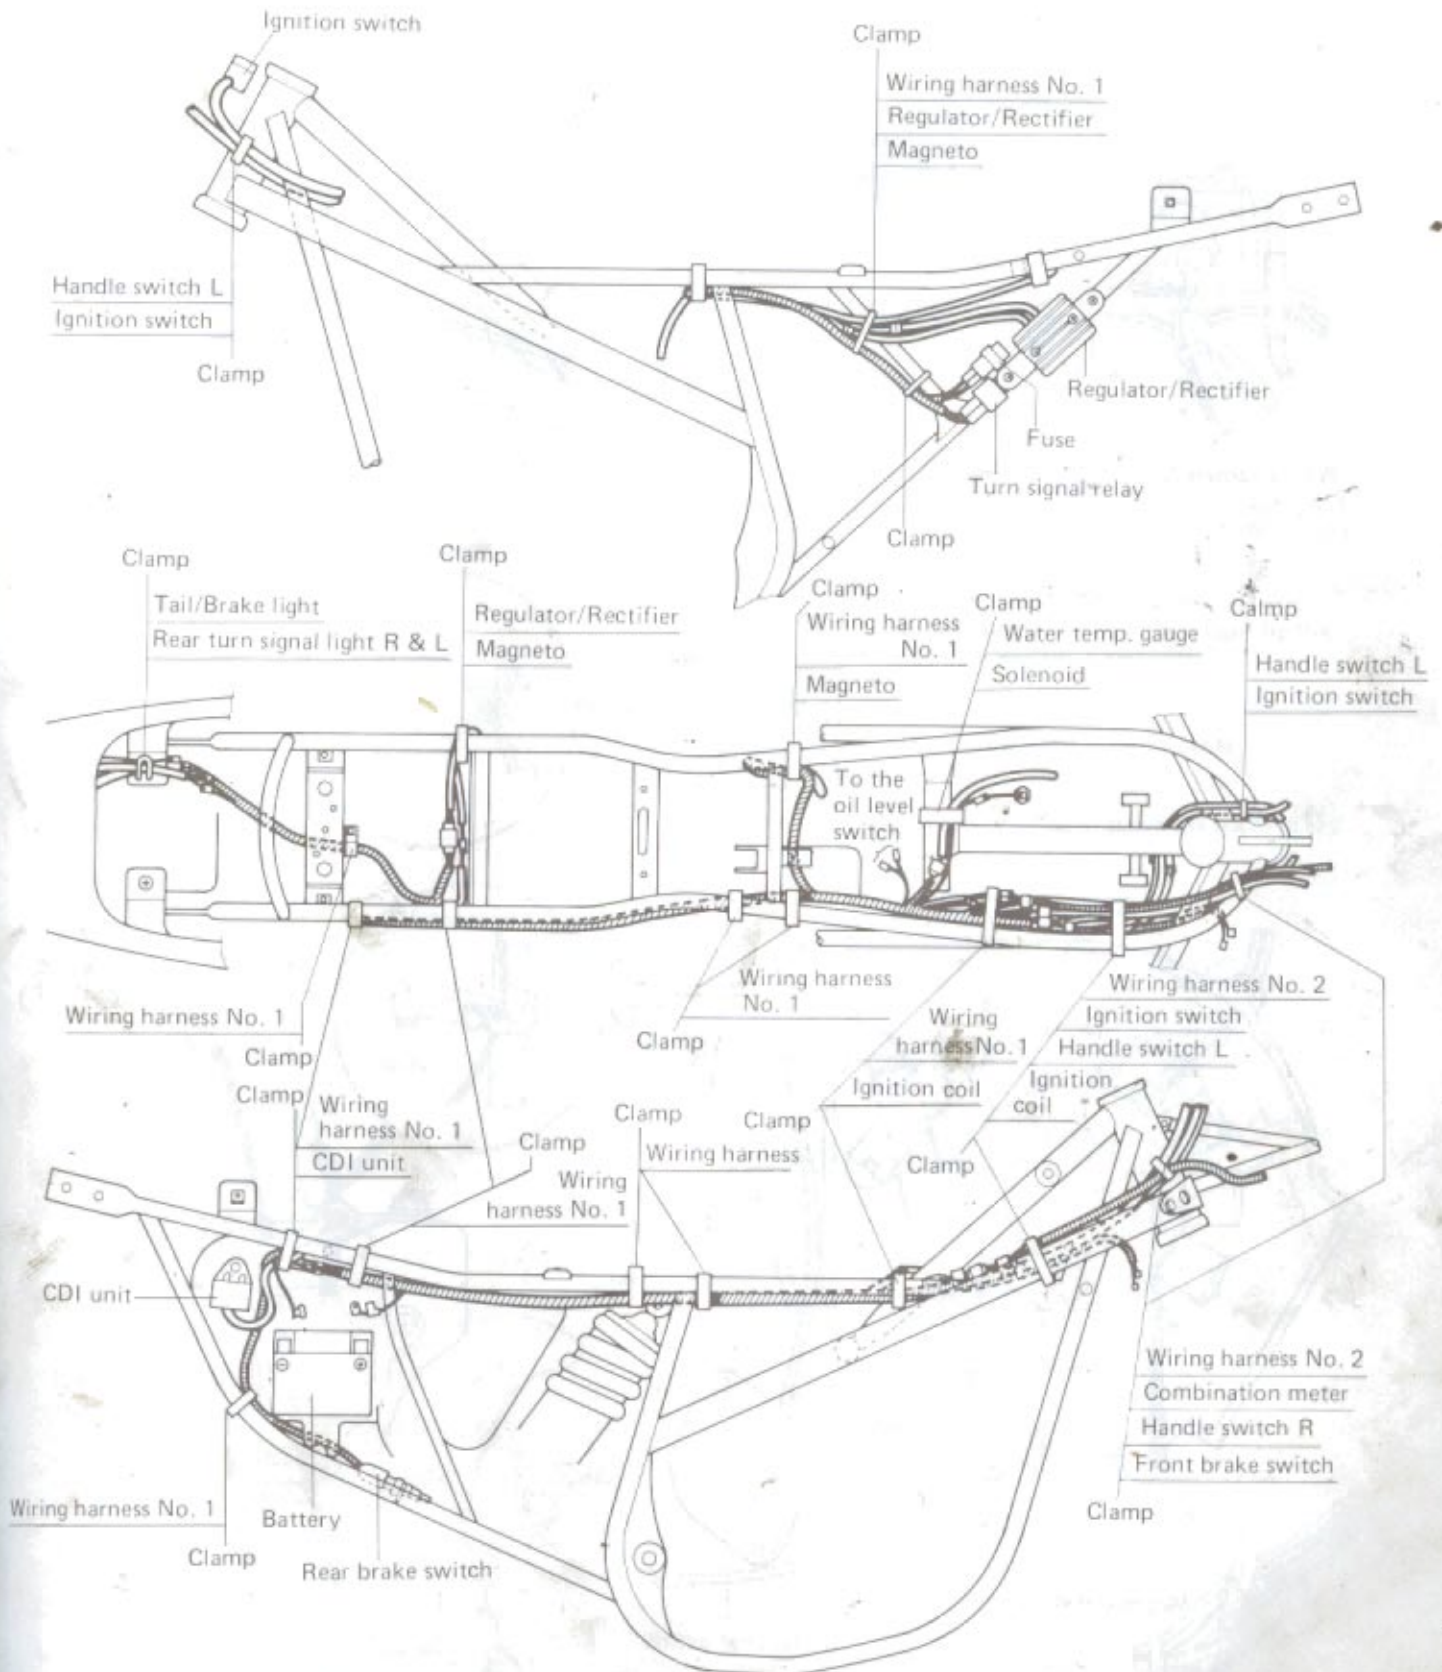 Ignition switch
Clamp
Wiring harness No. 1
Regulator/Rectifier
Magneto
Handle switch L
Ignition switch
Clamp
Regulator/Rectifier
Fuse
Turn signal relay
Clamp
Clamp
Tail/Brake light
Rear turn signal light R & L
Clamp
Regulator/Rectifier
Magneto
Clamp
Wiring harness
No. 1
Magneto
Clamp
Water temp. gauge
Solenoid
Calmp
Handle switch L
Ignition switch
To the
oil level
switch
Wiring harness No. 1
Clamp
Wiring harness
No. 1
Clamp
Wiring
harness No. 1
Ignition coil
Clamp
Wiring harness No. 2
Ignition switch
Handle switch L
Ignition
coil
Clamp
Clamp
Wiring
harness No. 1
CDI unit
Clamp
Wiring
harness No. 1
Clamp
Wiring harness
CDI unit
Wiring harness No. 1
Clamp
Battery
Rear brake switch
Wiring harness No. 2
Combination meter
Handle switch R
Front brake switch
Clamp